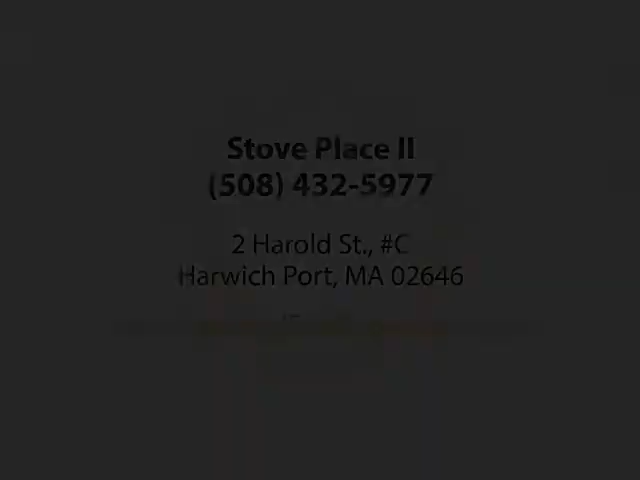 Stove Place II
(508) 432-5977
2 Harold St., #C
Harwich Port, MA 02646